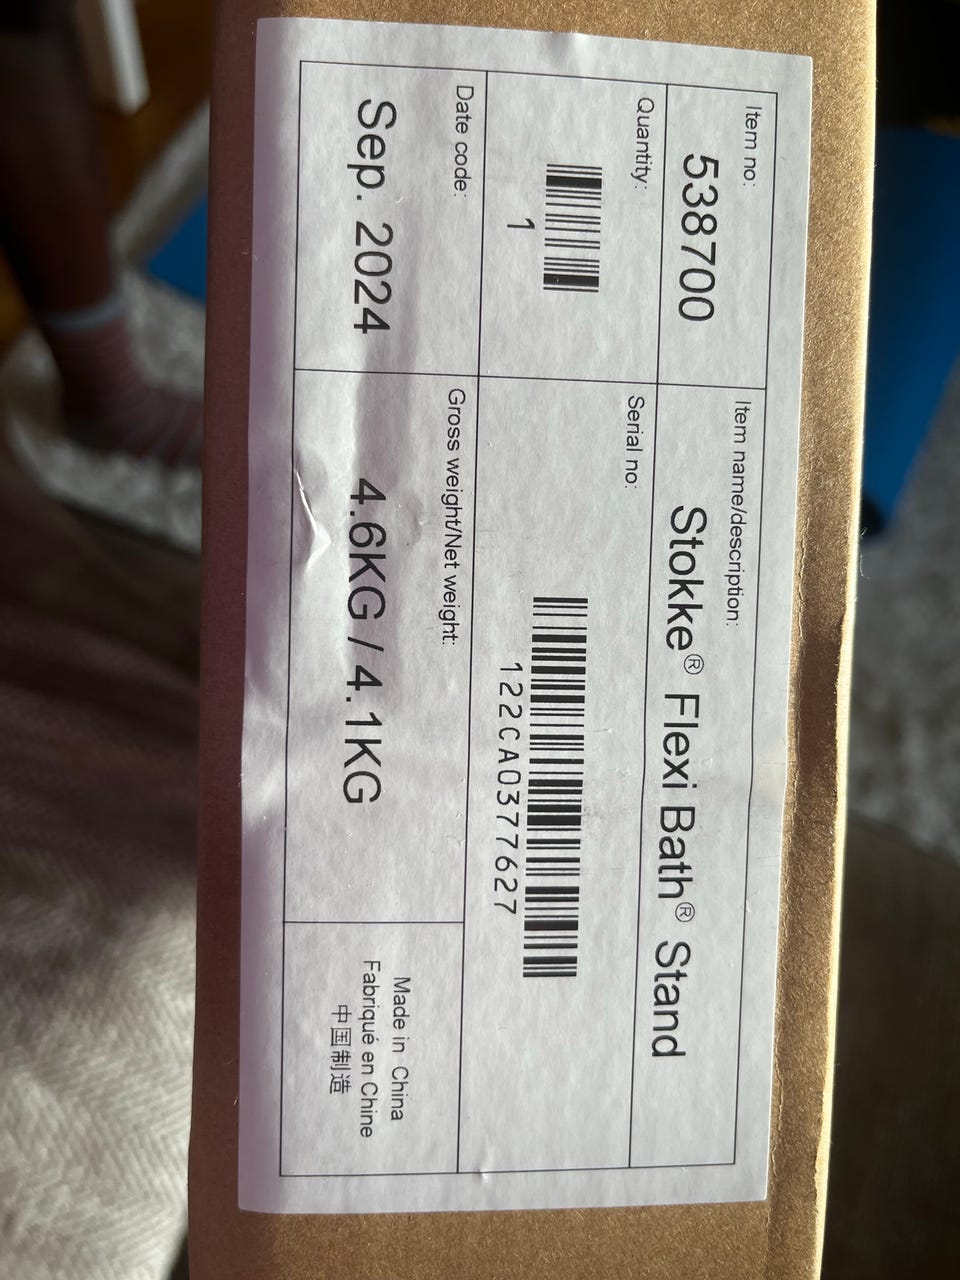 Item no:
538700
Item name/description:
Stokke® Flexi Bath® Stand
Quantity:
1
Serial no:
122CA0377627
Date code:
Sep. 2024
Gross weight/Net weight:
4.6KG / 4.1KG
Made in China
Fabriqué en Chine
中国制造